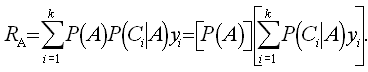 R_A = \sum_{i=1}^{k} P(A)P(C_i|A)y_i = [P(A)] \left[ \sum_{i=1}^{k} P(C_i|A)y_i \right].